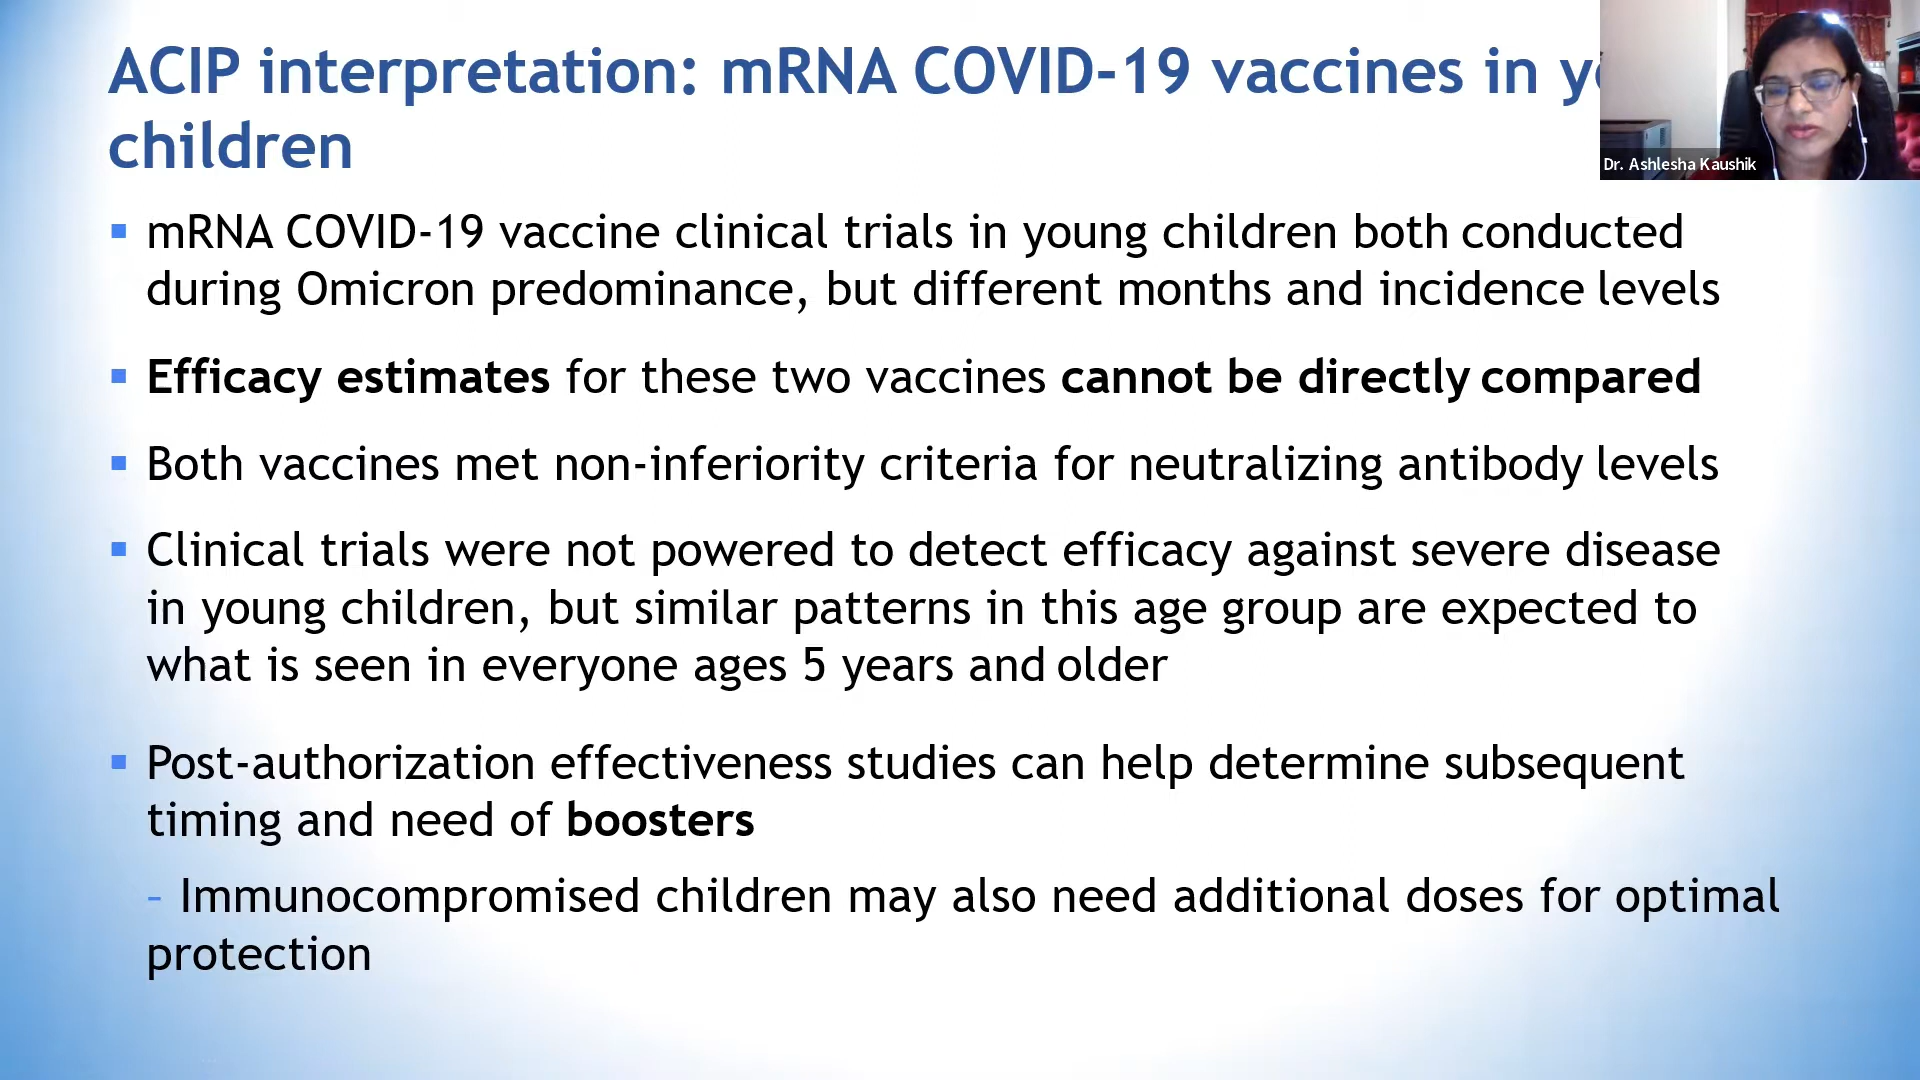 ACIP interpretation: mRNA COVID-19 vaccines in
children
Dr. Ashlesha Kaushik
▪ mRNA COVID-19 vaccine clinical trials in young children both conducted
during Omicron predominance, but different months and incidence levels
▪ Efficacy estimates for these two vaccines cannot be directly compared
▪ Both vaccines met non-inferiority criteria for neutralizing antibody levels
▪ Clinical trials were not powered to detect efficacy against severe disease
in young children, but similar patterns in this age group are expected to
what is seen in everyone ages 5 years and older
▪ Post-authorization effectiveness studies can help determine subsequent
timing and need of boosters
– Immunocompromised children may also need additional doses for optimal
protection